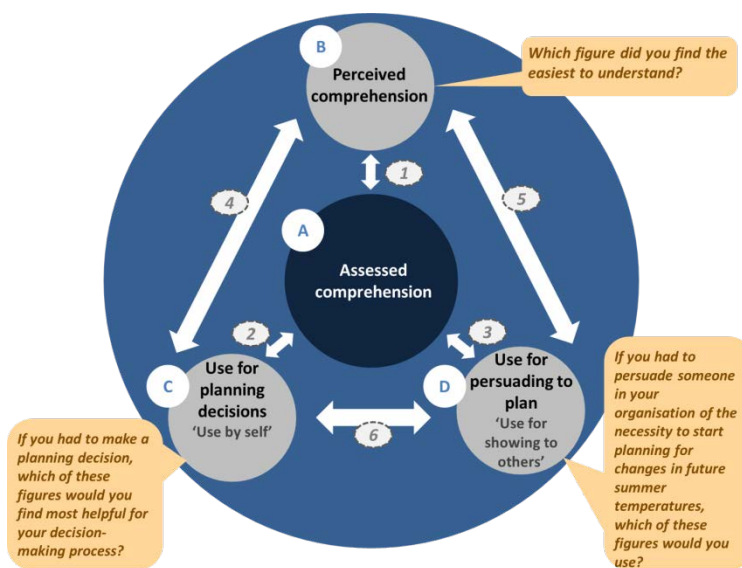 B
Perceived
comprehension
Which figure did you find the
easiest to understand?
1
4
5
A
Assessed
comprehension
2
3
C
Use for
planning
decisions
‘Use by self’
D
Use for
persuading to
plan
‘Use for
showing to
others’
6
If you had to make a
planning decision,
which of these
figures would you
find most helpful for
your decision-
making process?
If you had to
persuade someone
in your
organisation of the
necessity to start
planning for
changes in future
summer
temperatures,
which of these
figures would you
use?